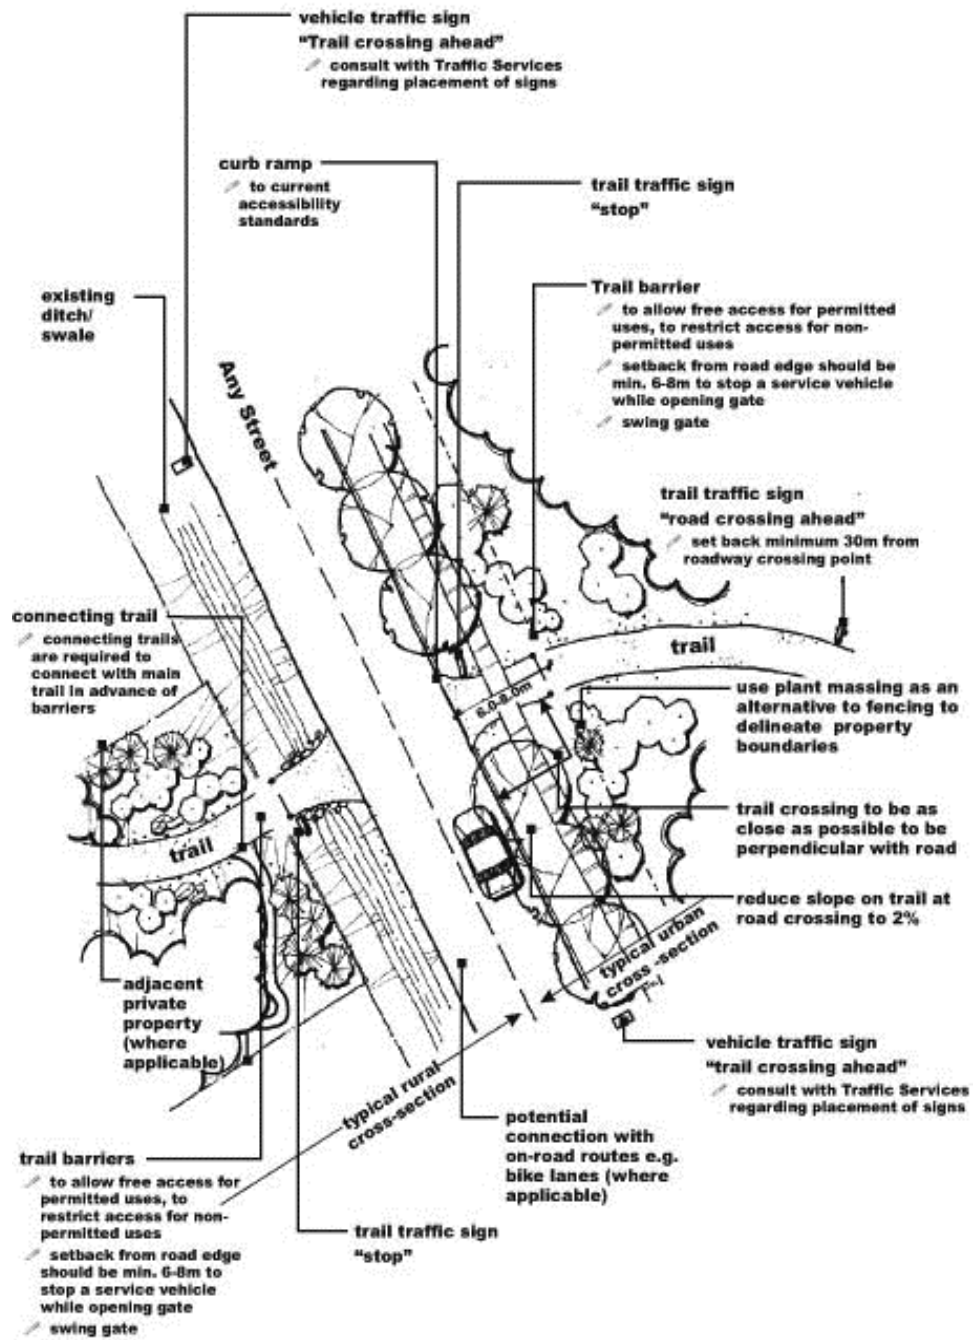 vehicle traffic sign
“Trail crossing ahead”
consult with Traffic Services
regarding placement of signs
curb ramp
to current
accessibility
standards
trail traffic sign
“stop”
existing
ditch/
swale
Trail barrier
to allow free access for permitted
uses, to restrict access for non-
permitted uses
setback from road edge should be
min. 6-8m to stop a service vehicle
while opening gate
swing gate
Any Street
trail traffic sign
“road crossing ahead”
set back minimum 30m from
roadway crossing point
connecting trail
connecting trails
are required to
connect with main
trail in advance of
barriers
trail
6.0-8.0m
use plant massing as an
alternative to fencing to
delineate property
boundaries
trail crossing to be as
close as possible to be
perpendicular with road
trail
reduce slope on trail at
road crossing to 2%
typical urban
cross -section
adjacent
private
property
(where
applicable)
vehicle traffic sign
“trail crossing ahead”
consult with Traffic Services
regarding placement of signs
typical rural
cross-section
potential
connection with
on-road routes e.g.
bike lanes (where
applicable)
trail barriers
to allow free access for
permitted uses, to
restrict access for non-
permitted uses
setback from road edge
should be min. 6-8m to
stop a service vehicle
while opening gate
swing gate
trail traffic sign
“stop”